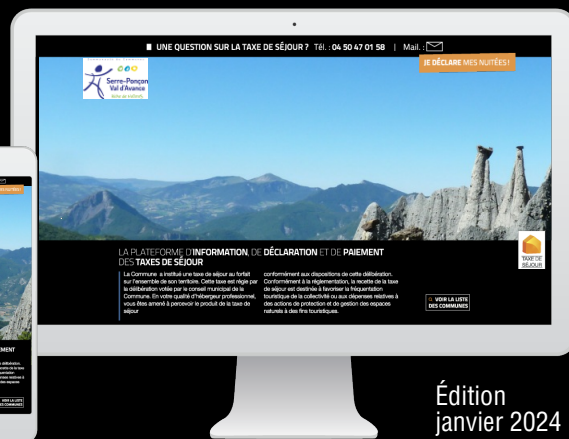 UNE QUESTION SUR LA TAXE DE SÉJOUR ? Tél. : 04 50 47 01 58 | Mail. :
JE DÉCLARE MES NUITÉES !
Serre-Ponçon
Val d'Avance
LA PLATEFORME D'INFORMATION, DE DÉCLARATION ET DE PAIEMENT
DES TAXES DE SÉJOUR
La Commune a institué une taxe de séjour au forfait
sur l'ensemble de son territoire. Cette taxe est régie par
la délibération votée par le conseil municipal de la
Commune. En votre qualité d'hébergeur professionnel,
vous êtes amené à percevoir le produit de la taxe de
séjour
conformément aux dispositions de cette délibération.
Conformément à la réglementation, la recette de la taxe
de séjour est destinée à favoriser la fréquentation
touristique de la collectivité ou aux dépenses relatives à
des actions de protection et de gestion des espaces
naturels à des fins touristiques.
TAXE DE
SÉJOUR
VOIR LA LISTE
DES COMMUNES
EMENT
VOIR LA LISTE
DES COMMUNES
Édition
janvier 2024